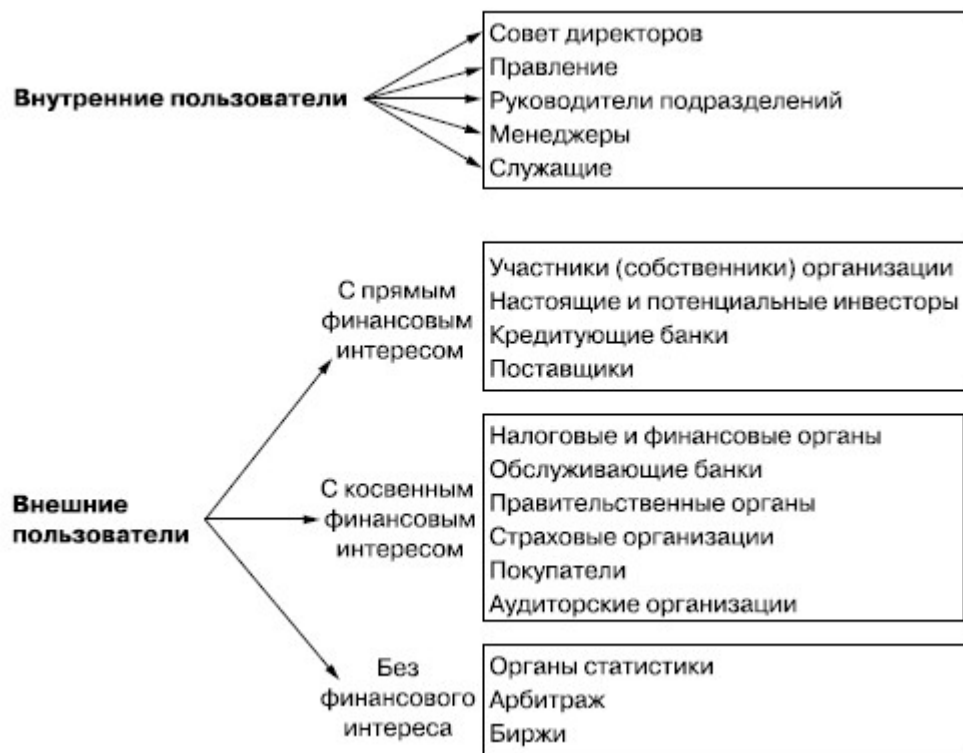 Внутренние пользователи
Совет директоров
Правление
Руководители подразделений
Менеджеры
Служащие
Внешние
пользователи
С прямым
финансовым
интересом
Участники (собственники) организации
Настоящие и потенциальные инвесторы
Кредитующие банки
Поставщики
С косвенным
финансовым
интересом
Налоговые и финансовые органы
Обслуживающие банки
Правительственные органы
Страховые организации
Покупатели
Аудиторские организации
Без
финансового
интереса
Органы статистики
Арбитраж
Биржи